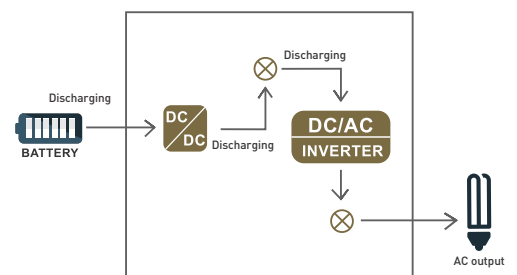 Discharging
BATTERY
DC
DC
Discharging
Discharging
DC/AC
INVERTER
AC output